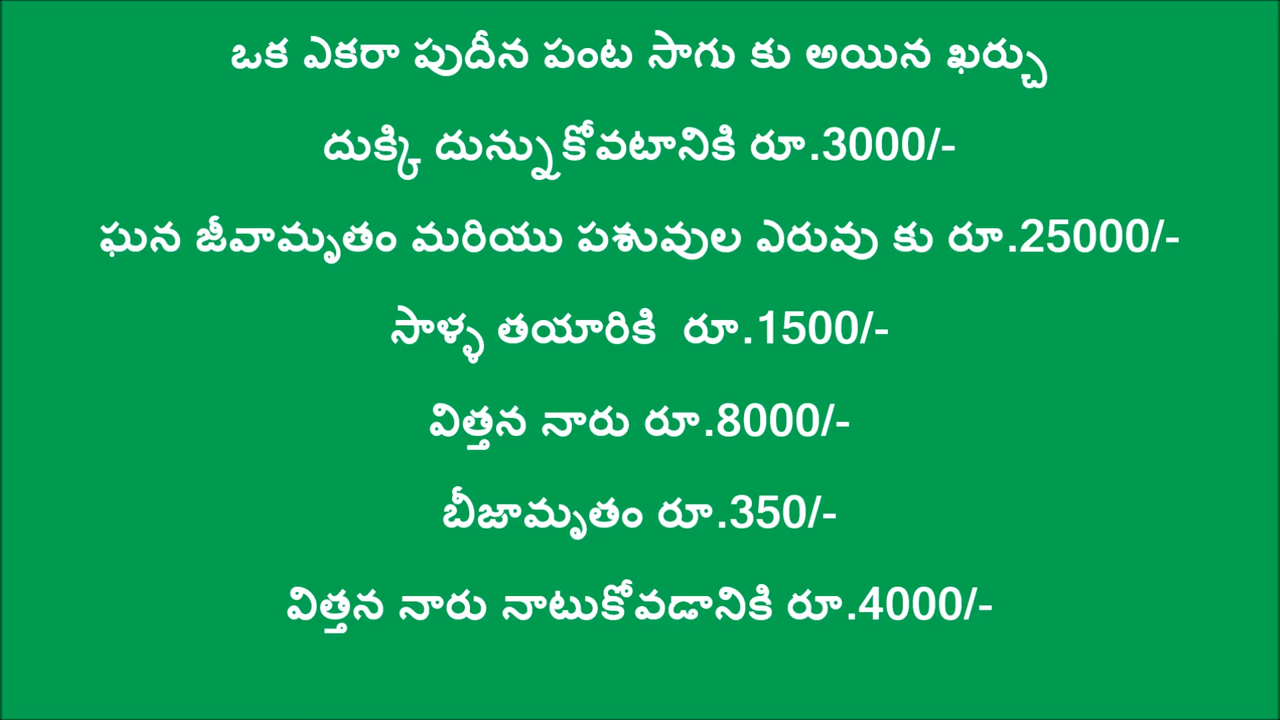 ఒక ఎకరా పుదీన పంట సాగు కు అయిన ఖర్చు
దుక్కి దున్నుకోవటానికి రూ.3000/-
ఘన జీవామృతం మరియు పశువుల ఎరువు కు రూ.25000/-
సాళ్ళ తయారికి రూ.1500/-
విత్తన నారు రూ.8000/-
బీజామృతం రూ.350/-
విత్తన నారు నాటుకోవడానికి రూ.4000/-